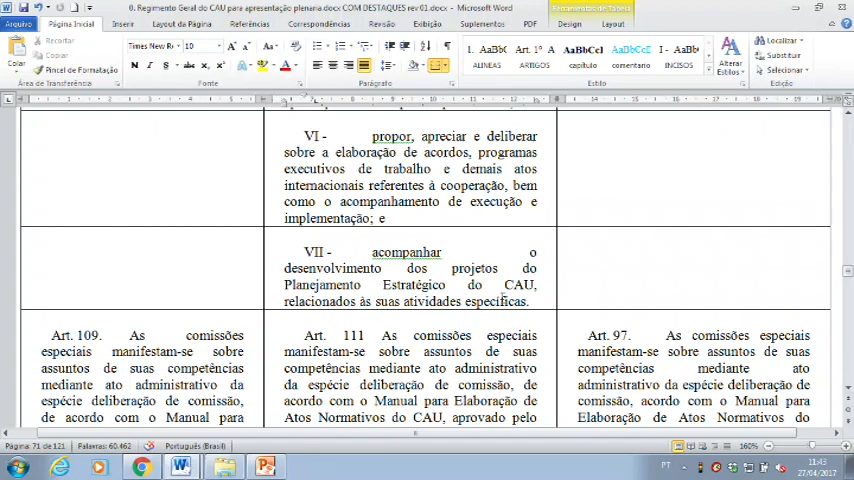 0. Regimento Geral do CAU para apresentação plenaria.docx COM DESTAQUES rev 01.docx - Microsoft Word
Ferramentas de Tabela
Arquivo Página Inicial Inserir Layout da Página Referências Correspondências Revisão Exibição Suplementos PDF Design Layout
Colar
Recortar
Copiar
Pincel de Formatação
Área de Transferência
Times New Ro 10
N I S
Fonte
Parágrafo
1. AaBb( ALINEAS
Art. 1° A ARTIGOS
AaBbCcI capítulo
AaBbCcD comentario
I - AaBb( INCISOS
Estilo
Alterar Estilos
Localizar
Substituir
Selecionar
Edição
VI - propor, apreciar e deliberar
sobre a elaboração de acordos, programas
executivos de trabalho e demais atos
internacionais referentes à cooperação, bem
como o acompanhamento de execução e
implementação; e
VII - acompanhar o
desenvolvimento dos projetos do
Planejamento Estratégico do CAU,
relacionados às suas atividades específicas.
Art. 109. As comissões
especiais manifestam-se sobre
assuntos de suas competências
mediante ato administrativo da
espécie deliberação de comissão,
de acordo com o Manual para
Art. 111 As comissões especiais
manifestam-se sobre assuntos de suas
competências mediante ato administrativo
da espécie deliberação de comissão, de
acordo com o Manual para Elaboração de
Atos Normativos do CAU, aprovado pelo
Art. 97. As comissões especiais
manifestam-se sobre assuntos de suas
competências mediante ato
administrativo da espécie deliberação de
comissão, acordo com o Manual para
Elaboração de Atos Normativos do
Página: 71 de 121 Palavras: 60.462 Português (Brasil) 160%
PT 11:43
27/04/2017